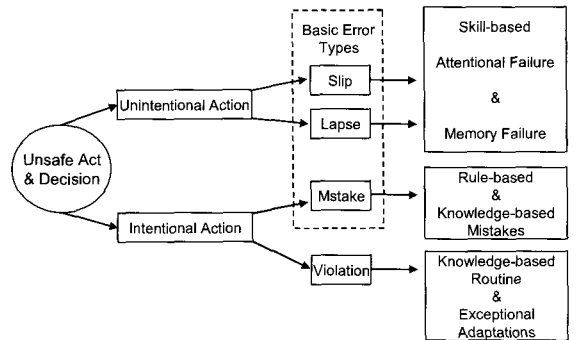 Basic Error
Types
Skill-based
Attentional Failure
&
Memory Failure
Slip
Unintentional Action
Lapse
Unsafe Act
& Decision
Mstake
Rule-based
&
Knowledge-based
Mistakes
Intentional Action
Violation
Knowledge-based
Routine
&
Exceptional
Adaptations